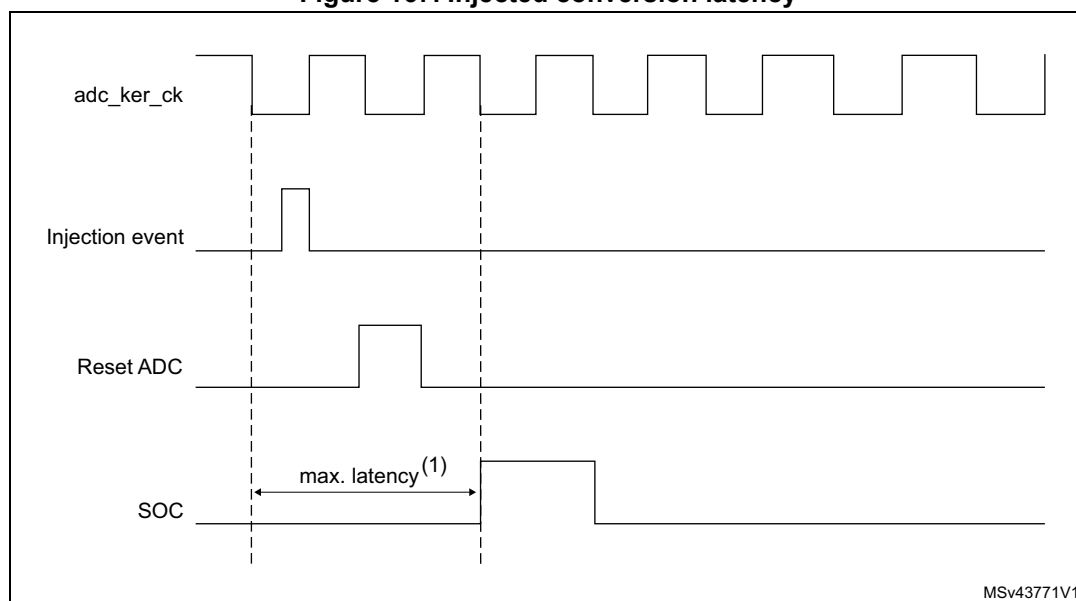 adc_ker_ck
Injection event
Reset ADC
max. latency(1)
SOC
MSv43771V1